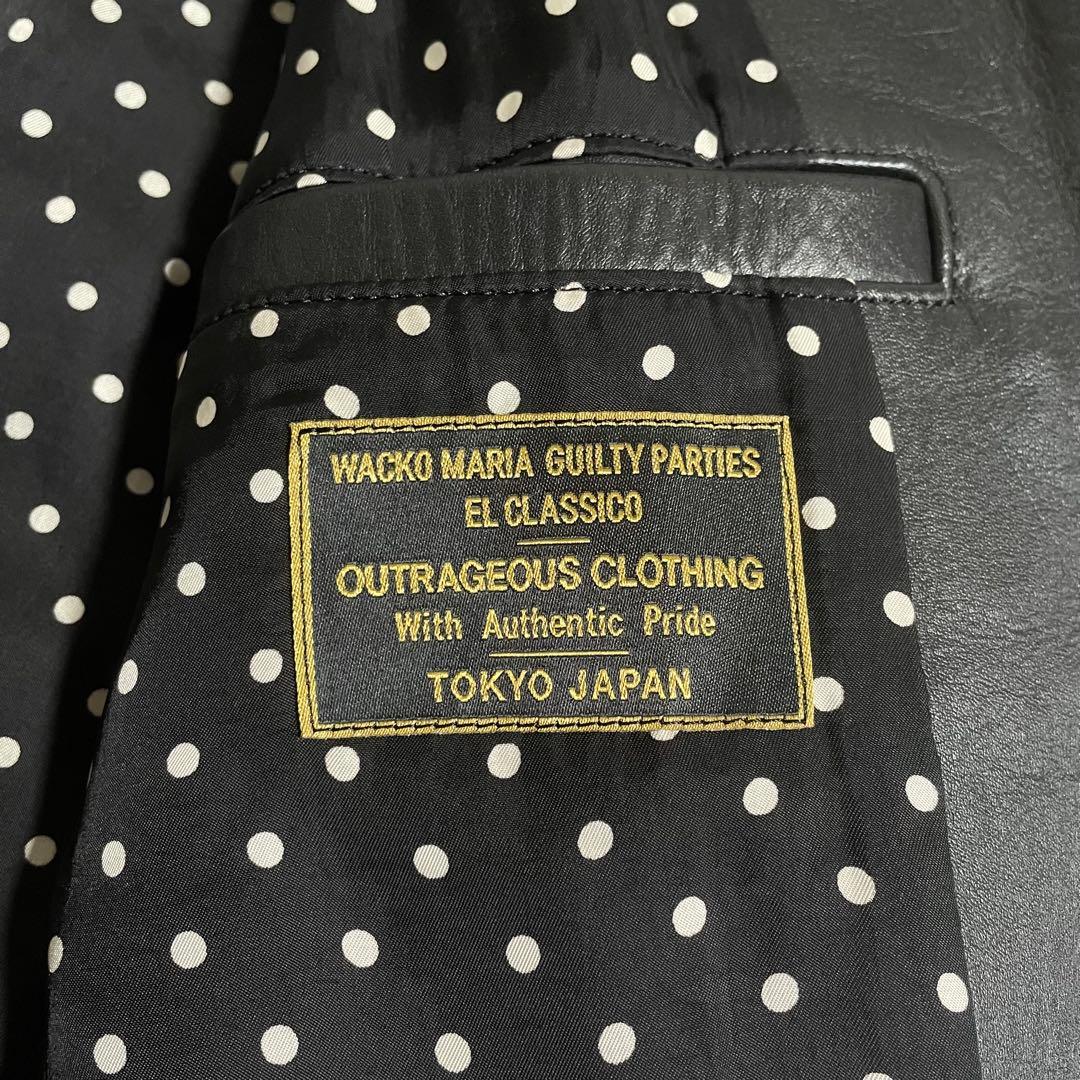 WACKO MARIA GUILTY PARTIES
EL CLASSICO
OUTRAGEOUS CLOTHING
With Authentic Pride
TOKYO JAPAN